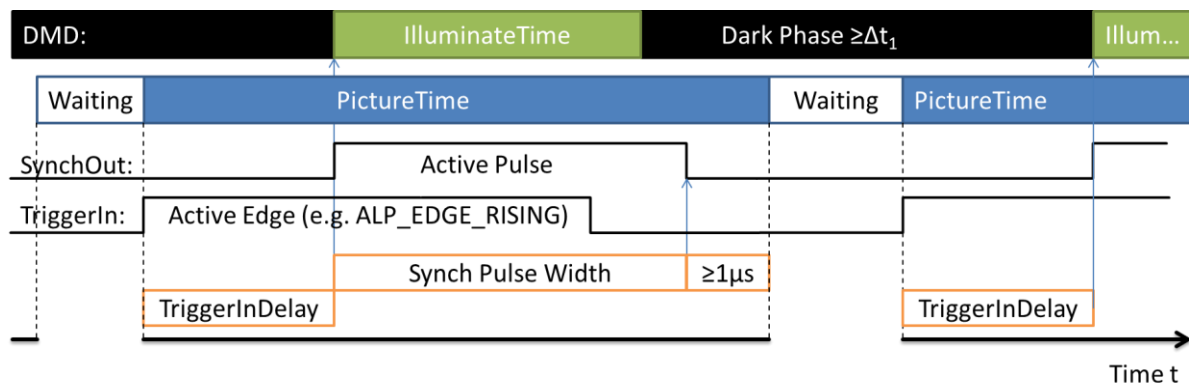 DMD: IlluminateTime Dark Phase ≥Δt₁ Illum...
Waiting PictureTime Waiting PictureTime
SynchOut: Active Pulse
TriggerIn: Active Edge (e.g. ALP_EDGE_RISING)
Synch Pulse Width ≥1µs
TriggerInDelay TriggerInDelay
Time t